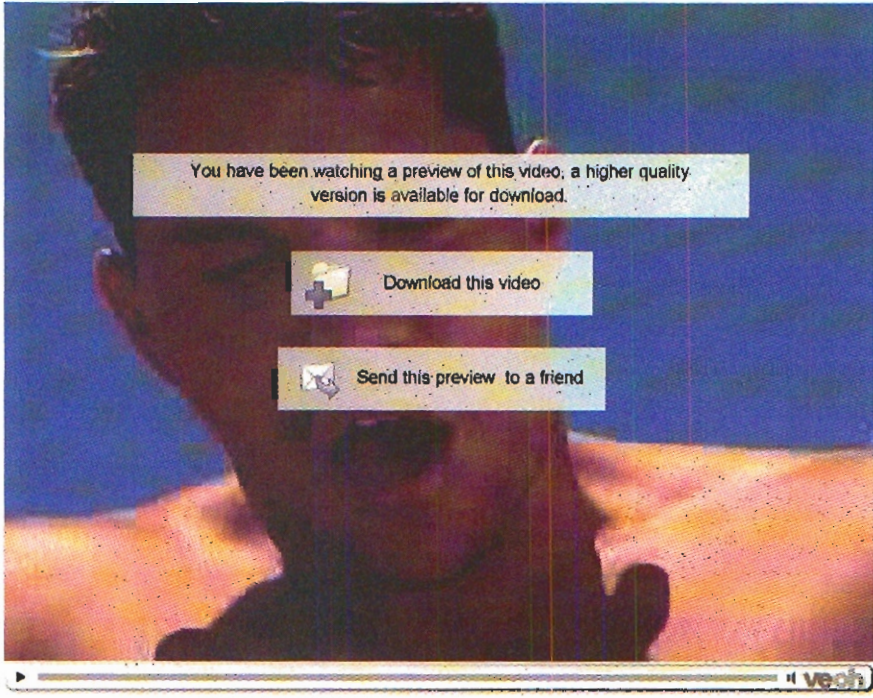 You have been watching a preview of this video, a higher quality
version is available for download.
Download this video
Send this preview to a friend
veoh